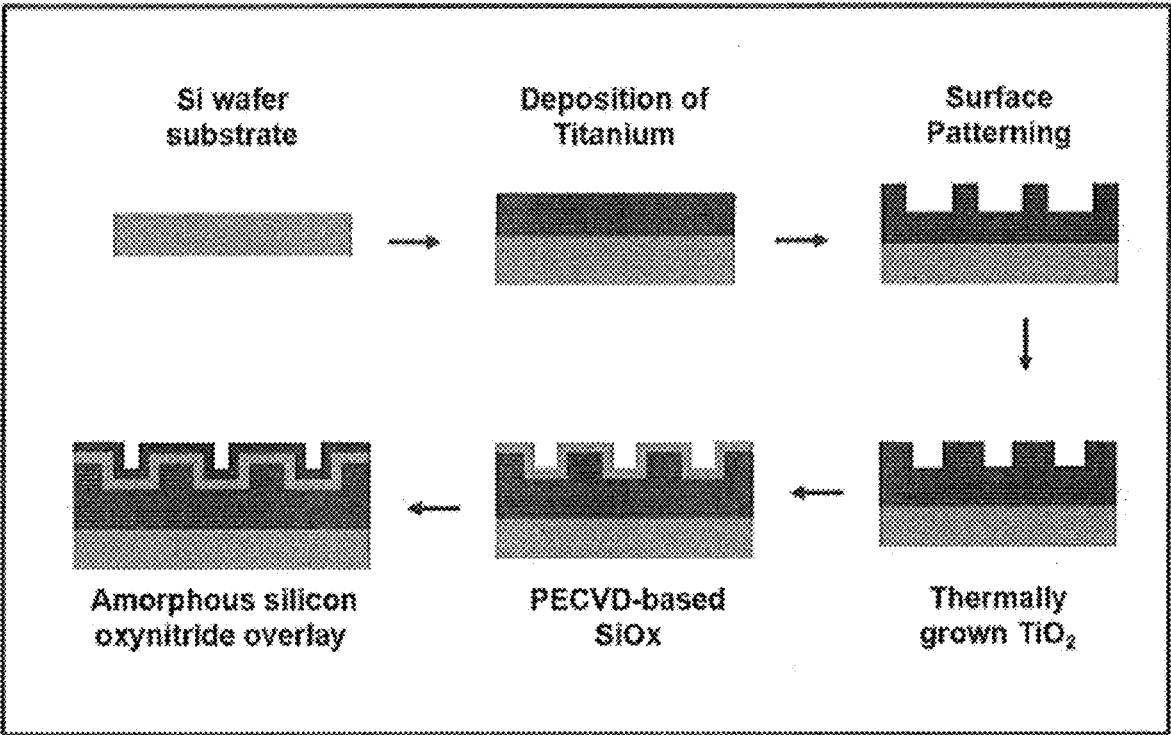 Si wafer
substrate
Deposition of
Titanium
Surface
Patterning
Amorphous silicon
oxynitride overlay
PECVD-based
SiOx
Thermally
grown TiO₂